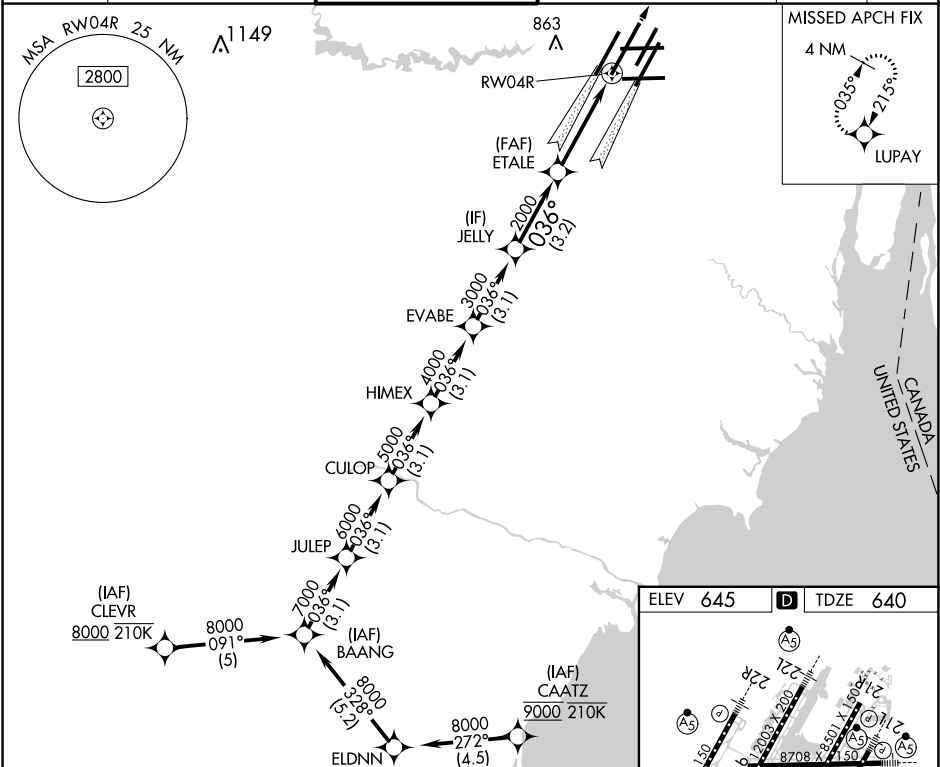 MSA RW04R 25 NM
2800
1149
863
RW04R
MISSED APCH FIX
4 NM
035°
215°
LUPAY
(FAF)
ETALE
2000
036°
(3.2)
(IF)
JELLY
3000
036°
(3.1)
EVABE
4000
036°
(3.1)
HIMEX
5000
036°
(3.1)
CULOP
6000
036°
(3.1)
JULEP
7000
036°
(3.1)
CANADA
UNITED STATES
(IAF)
CLEVR
8000 210K
8000
091°
(5)
(IAF)
BAANG
8000
328°
(5.2)
(IAF)
CAATZ
9000 210K
8000
272°
(4.5)
ELDNN
ELEV 645 D TDZE 640
A5
22R
22L
21R
P
A5
12003 X 200
8501 X 150
P
A5
A5
150
8708 X 150